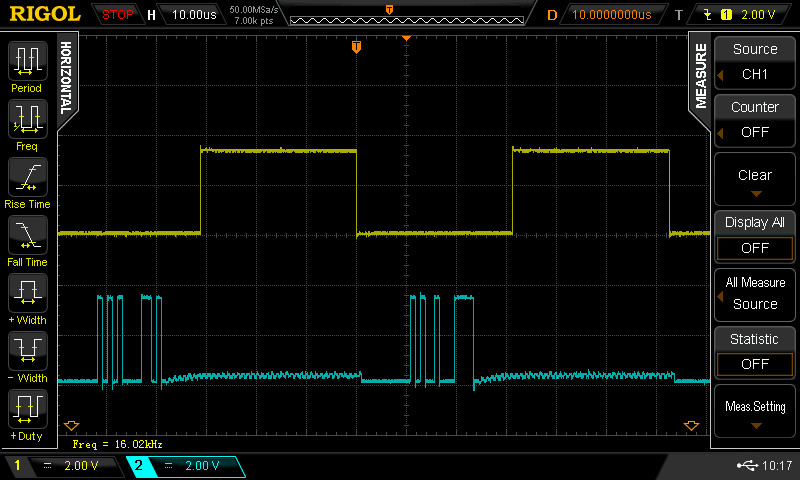 RIGOL STOP H 10.00us 50.00MSa/s 7.00k pts D 10.0000000us T 1 2.00 V
T
T
HORIZONTAL
Period
Freq
Rise Time
Fall Time
+Width
-Width
+Duty
MEASURE
Source
CH1
Counter
OFF
Clear
Display All
OFF
All Measure
Source
Statistic
OFF
Meas.Setting
Freq = 16.02kHz
1 2.00 V 2 2.00 V 10:17